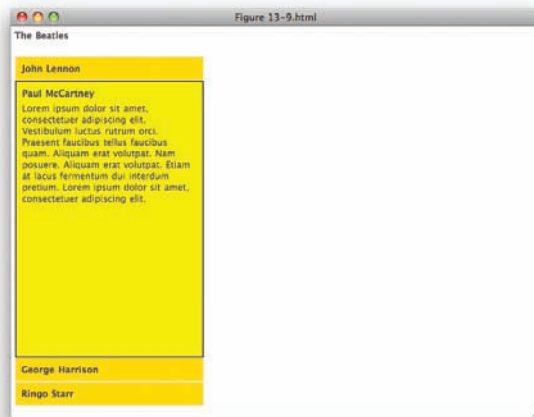 Figure 13-9.html
The Beatles
John Lennon
Paul McCartney
Lorem ipsum dolor sit amet,
consectetuer adipiscing elit.
Vestibulum luctus rutrum orci.
Praesent faucibus tellus faucibus
quam. Aliquam erat volutpat. Nam
posuere. Aliquam erat volutpat. Etiam
at lacus fermentum dui interdum
pretium. Lorem ipsum dolor sit amet,
consectetuer adipiscing elit.
George Harrison
Ringo Starr